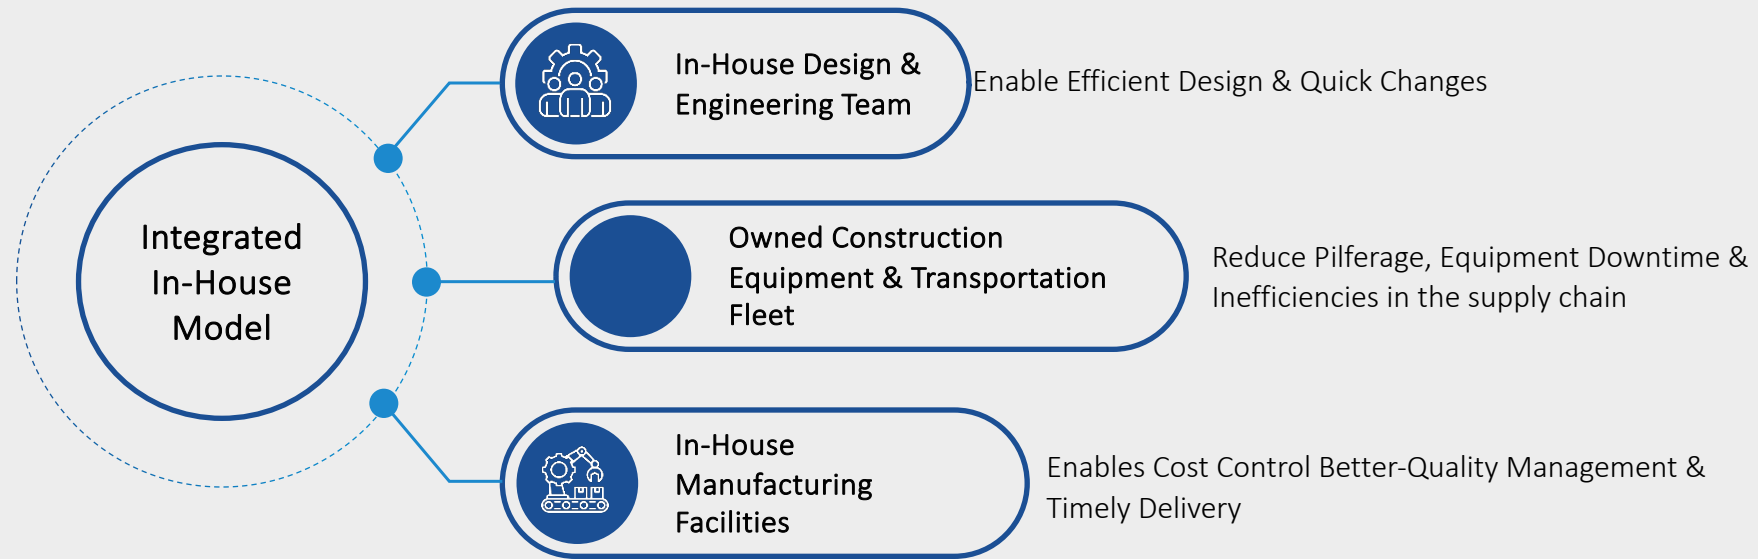 Integrated
In-House
Model
In-House Design &
Engineering Team
Enable Efficient Design & Quick Changes
Owned Construction
Equipment & Transportation
Fleet
Reduce Pilferage, Equipment Downtime &
Inefficiencies in the supply chain
In-House
Manufacturing
Facilities
Enables Cost Control Better-Quality Management &
Timely Delivery